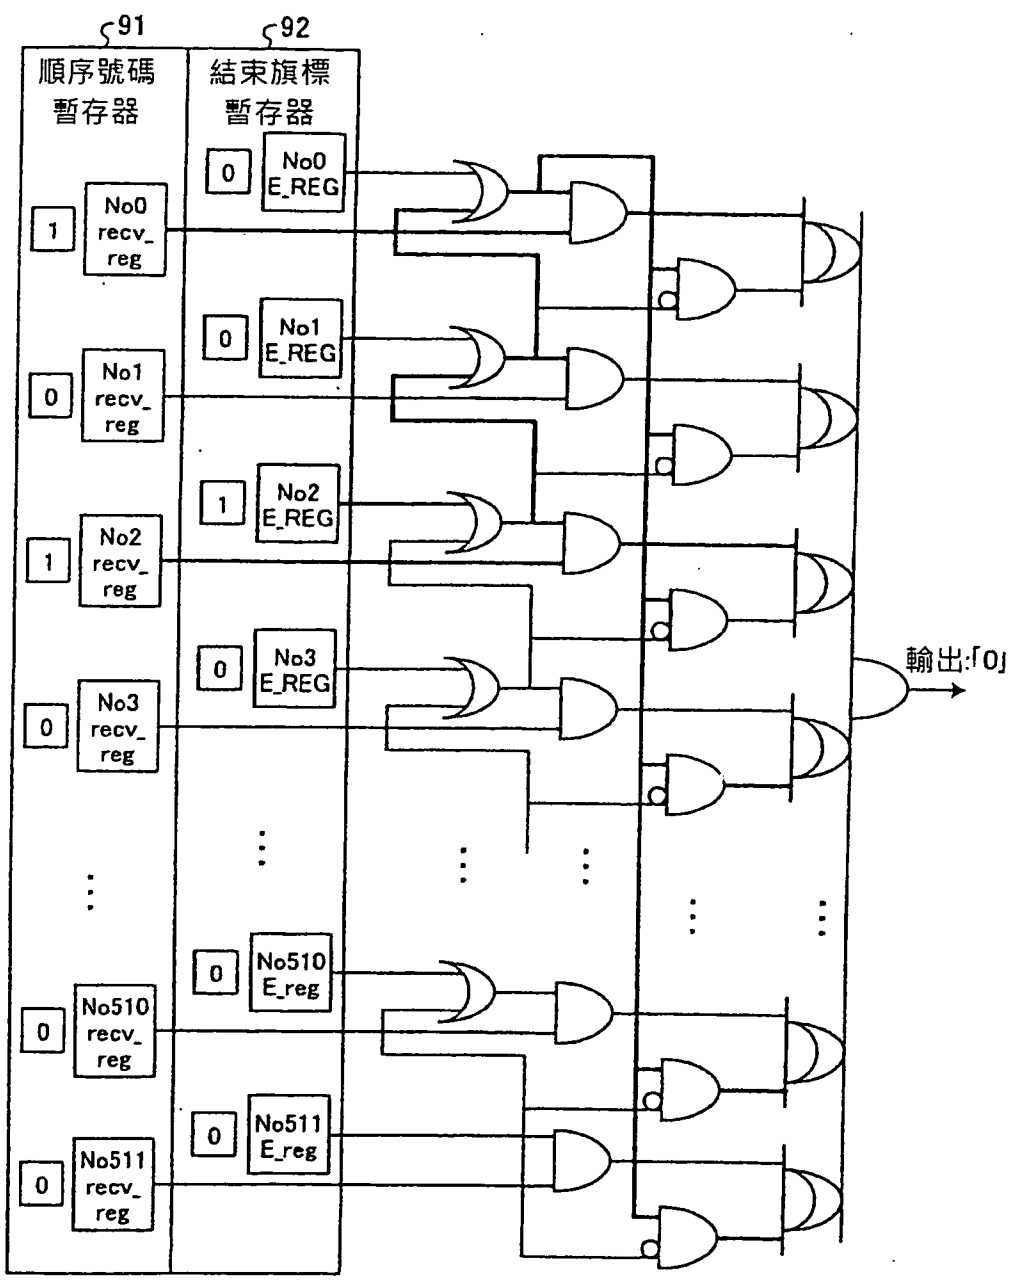 91
92
順序號碼
暫存器
結束旗標
暫存器
0
No0
E_REG
1
No0
recv_
reg
0
No1
E_REG
0
No1
recv_
reg
1
No2
E_REG
1
No2
recv_
reg
0
No3
E_REG
0
No3
recv_
reg
輸出:「0」
0
No510
E_reg
0
No510
recv_
reg
0
No511
E_reg
0
No511
recv_
reg